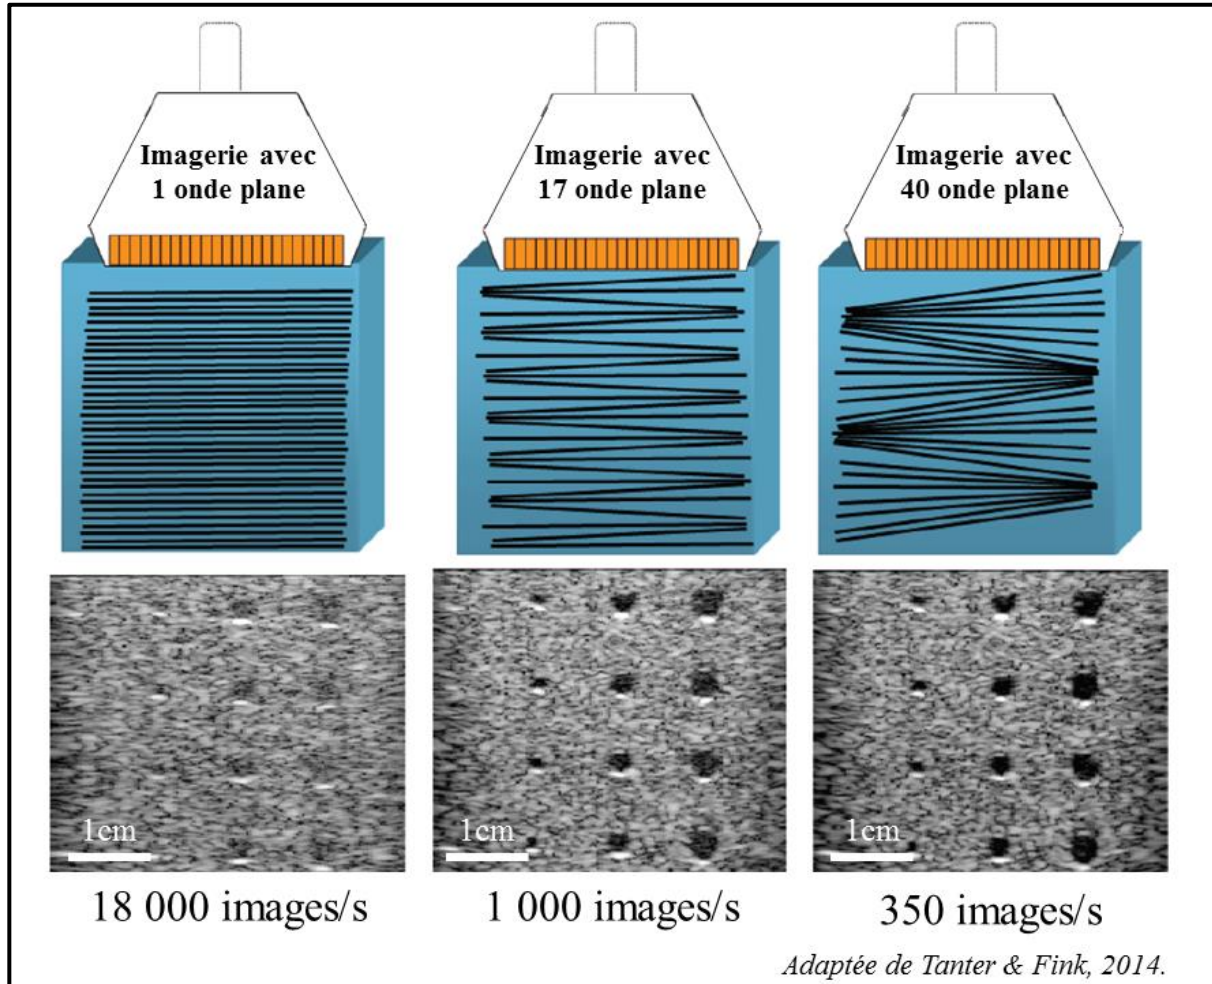 Imagerie avec
1 onde plane
Imagerie avec
17 onde plane
Imagerie avec
40 onde plane
1cm
1cm
1cm
18 000 images/s
1 000 images/s
350 images/s
Adaptée de Tanter & Fink, 2014.